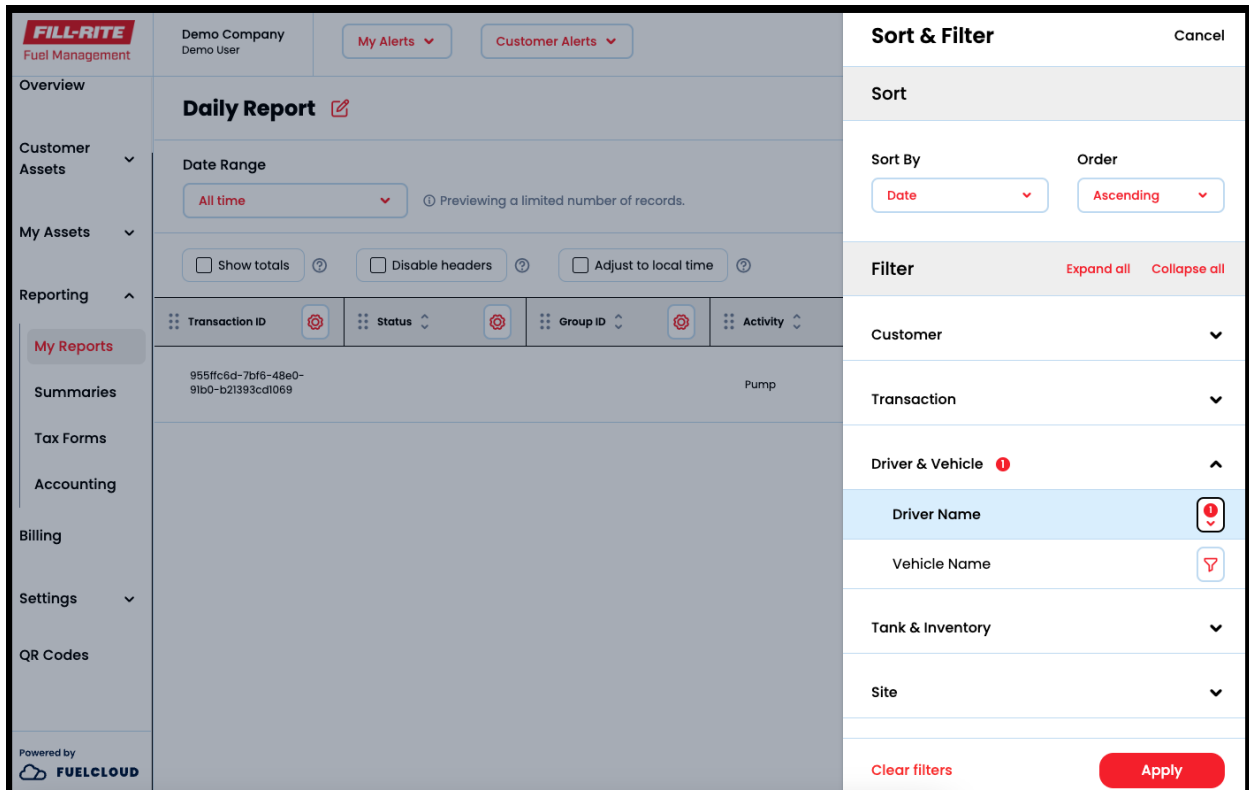 FILL-RITE
Fuel Management
Overview
Customer
Assets
My Assets
Reporting
My Reports
Summaries
Tax Forms
Accounting
Billing
Settings
QR Codes
Powered by
FUELCLOUD
Demo Company
Demo User
My Alerts
Customer Alerts
Daily Report
Date Range
All time
Previewing a limited number of records.
Show totals
Disable headers
Adjust to local time
Transaction ID
Status
Group ID
Activity
955ffc6d-7bf6-48e0-
91b0-b21393cd1069
Pump
Sort & Filter
Cancel
Sort
Sort By
Order
Date
Ascending
Filter
Expand all
Collapse all
Customer
Transaction
Driver & Vehicle 1
Driver Name
1
Vehicle Name
Tank & Inventory
Site
Clear filters
Apply